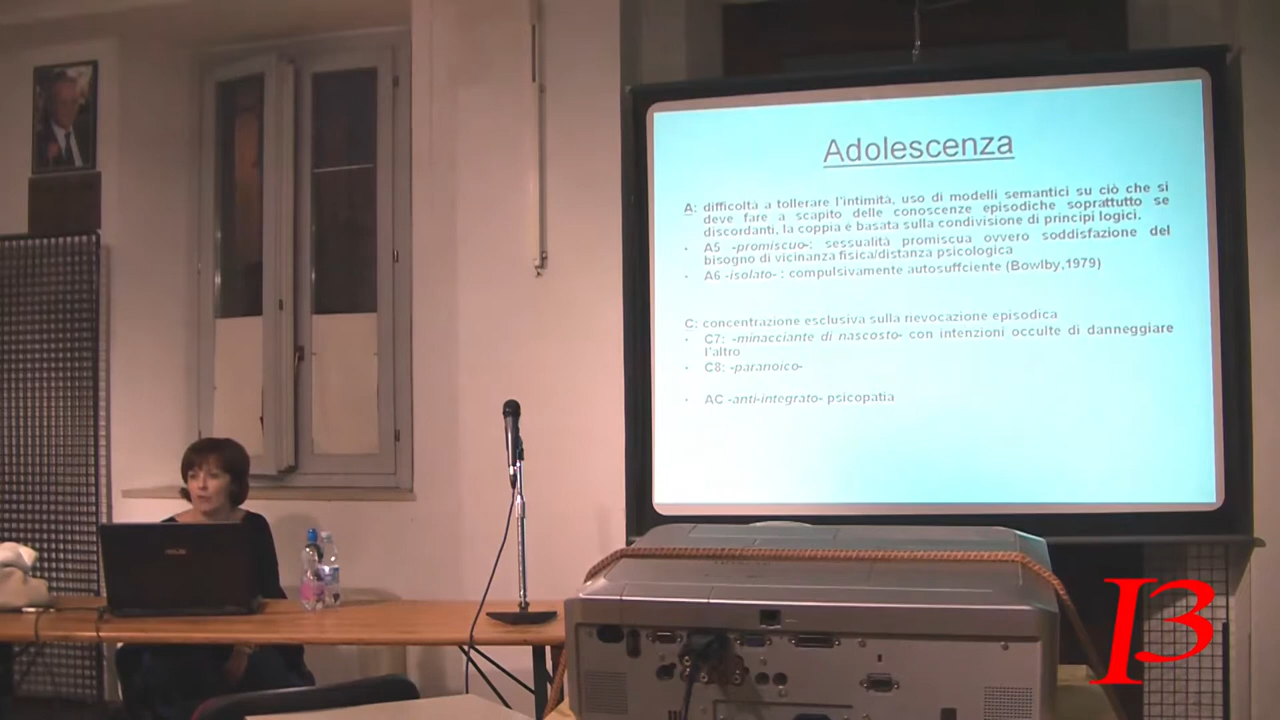 Adolescenza
A: difficoltà a tollerare l'intimità, uso di modelli semantici su ciò che si
deve fare a scapito delle conoscenze episodiche soprattutto se
discordanti, la coppia è basata sulla condivisione di principi logici.
· A5 -promiscuo-: sessualità promiscua ovvero soddisfazione del
bisogno di vicinanza fisica/distanza psicologica
· A6 -isolato- : compulsivamente autosuffciente (Bowlby,1979)
C: concentrazione esclusiva sulla rievocazione episodica
· C7: -minacciante di nascosto- con intenzioni occulte di danneggiare
l'altro
· C8: -paranoico-
· AC -anti-integrato- psicopatia
ASUS
13